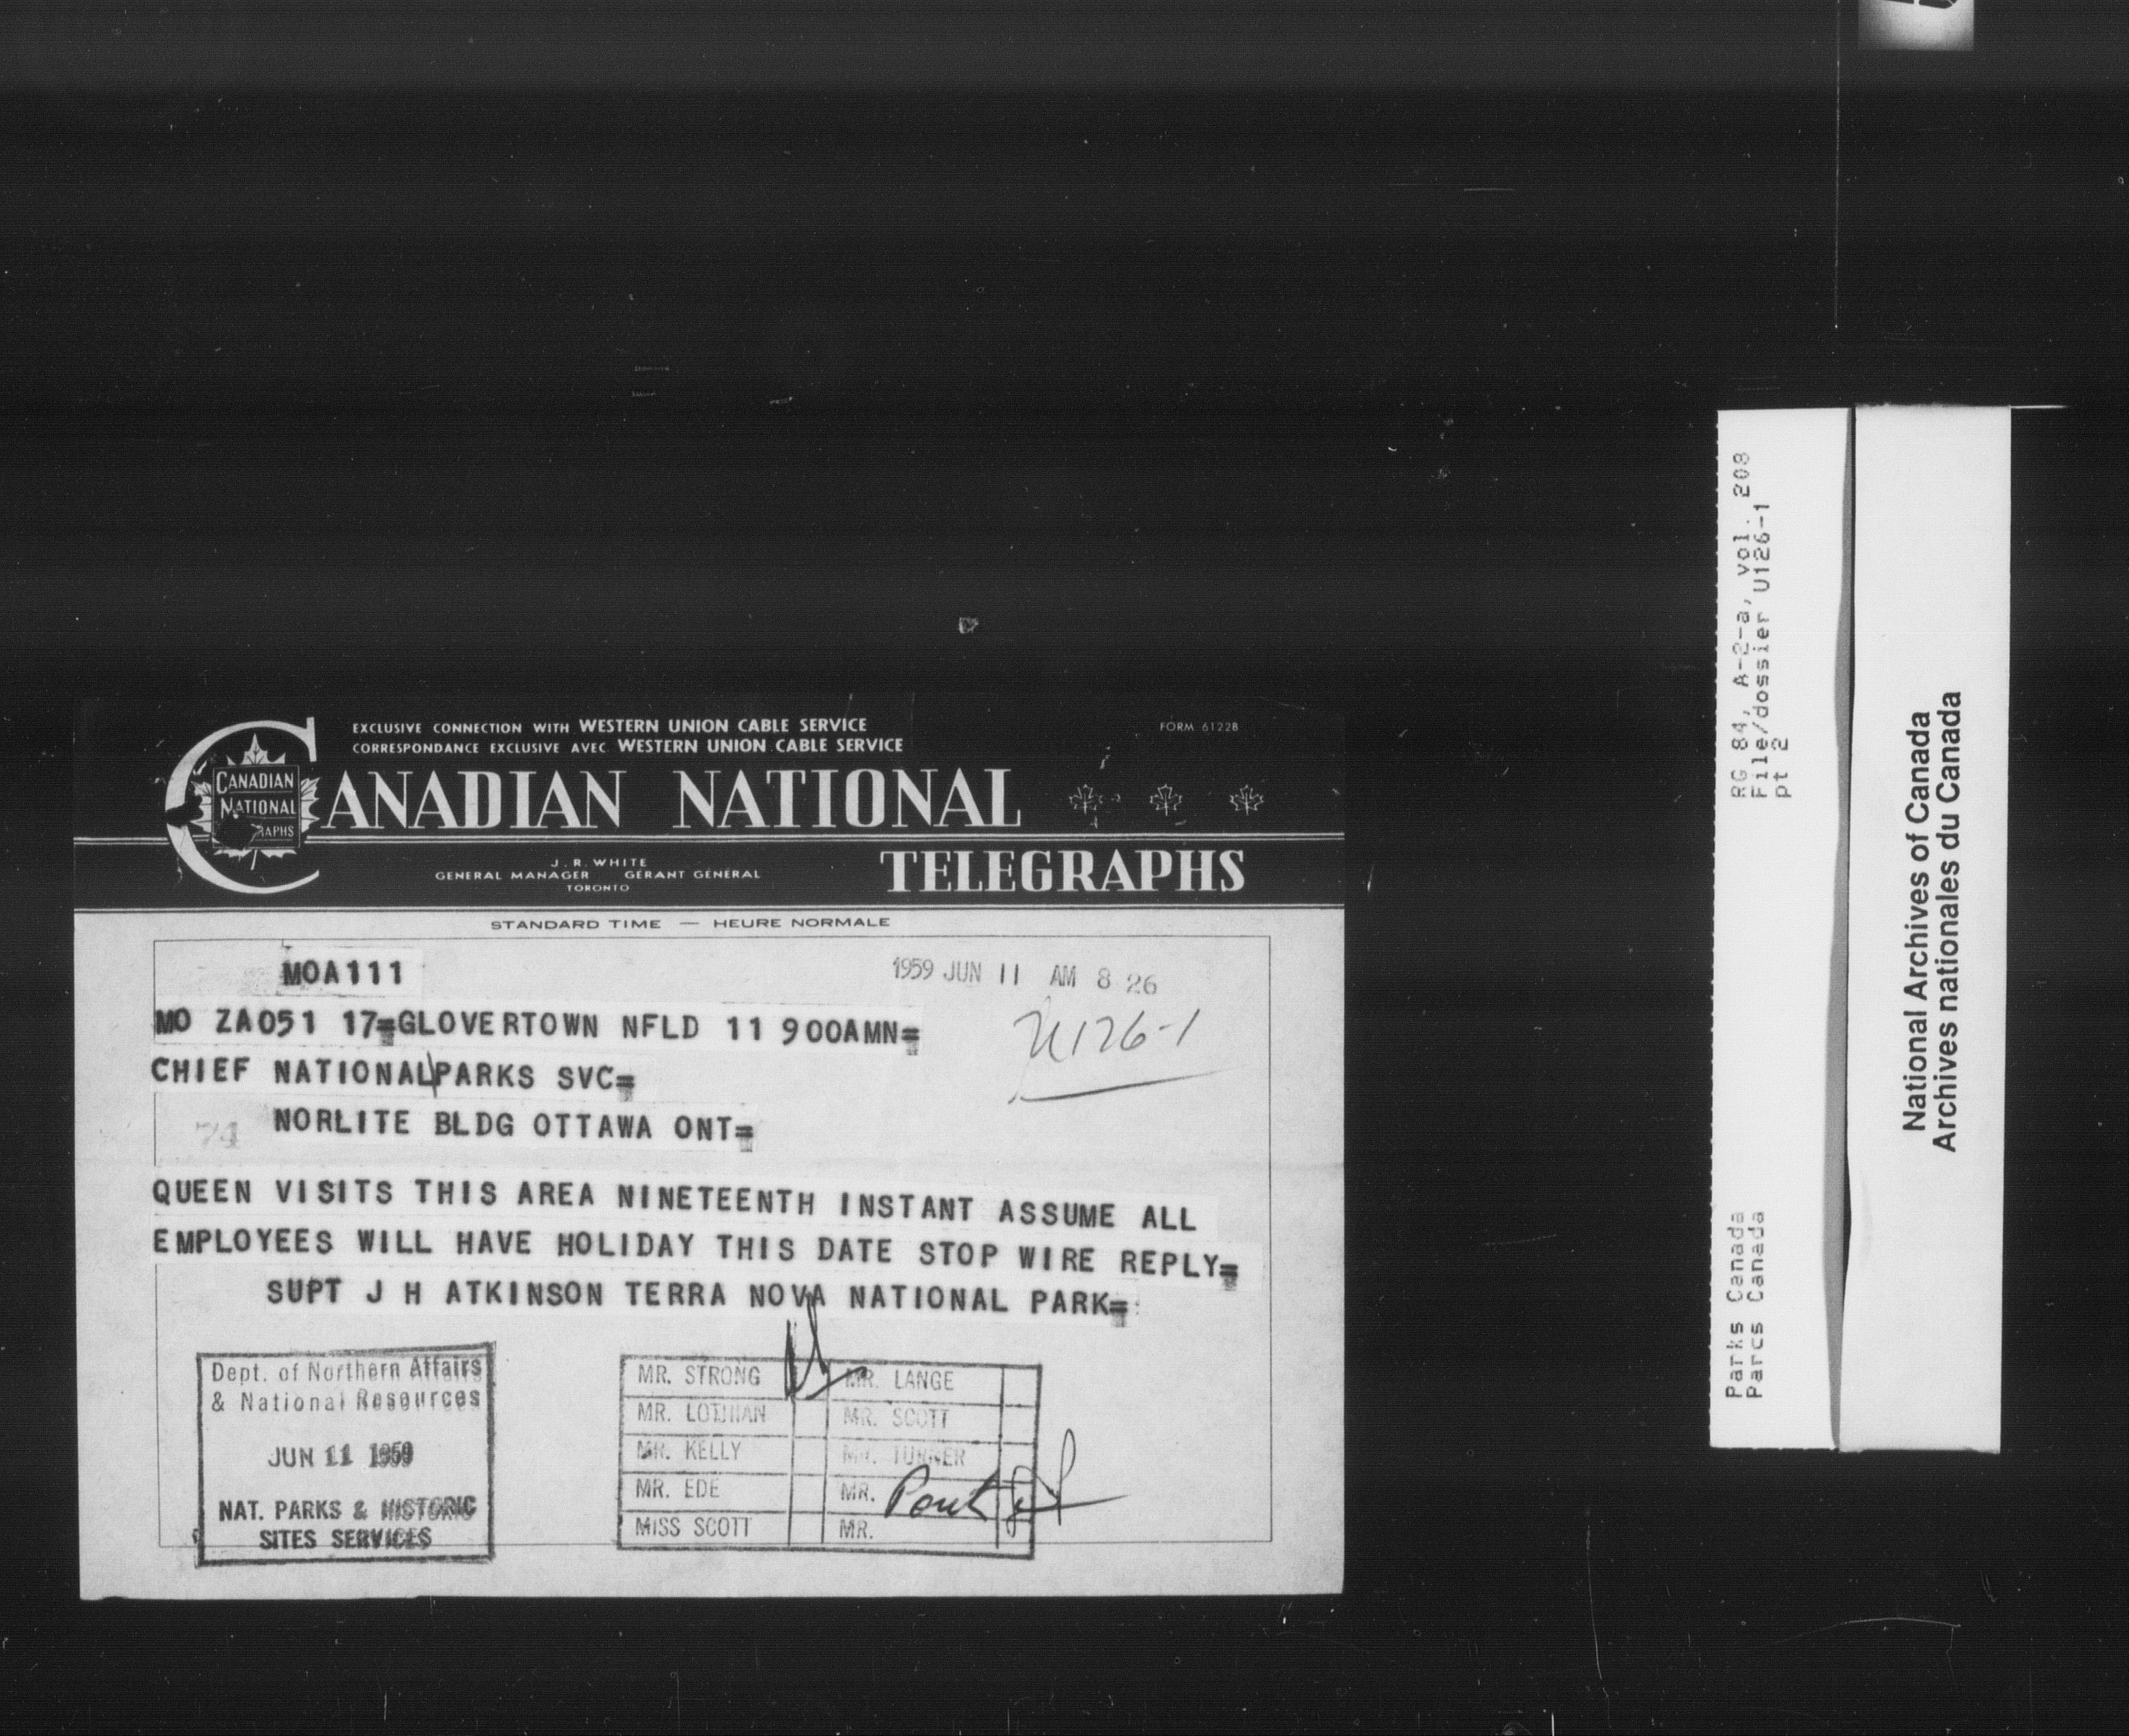 EXCLUSIVE CONNECTION WITH WESTERN UNION CABLE SERVICE
CORRESPONDANCE EXCLUSIVE AVEC WESTERN UNION CABLE SERVICE
FORM 6122B
CANADIAN NATIONAL
CANADIAN
NATIONAL
RAPHS
TELEGRAPHS
J. R. WHITE
GENERAL MANAGER GÉRANT GÉNÉRAL
TORONTO
STANDARD TIME — HEURE NORMALE
MOA111
1959 JUN 11 AM 8 26
MO ZA051 17=GLOVERTOWN NFLD 11 900AMN=
U126-1
CHIEF NATIONAL PARKS SVC=
74 NORLITE BLDG OTTAWA ONT=
QUEEN VISITS THIS AREA NINETEENTH INSTANT ASSUME ALL
EMPLOYEES WILL HAVE HOLIDAY THIS DATE STOP WIRE REPLY=
SUPT J H ATKINSON TERRA NOVA NATIONAL PARK=
Dept. of Northern Affairs
& National Resources
JUN 11 1959
NAT. PARKS & HISTORIC
SITES SERVICES
MR. STRONG MR. LANGE
MR. LOTHIAN MR. SCOTT
MR. KELLY MR. TURNER
MR. EDE MR.
MISS SCOTT MR.
RG 84, A-2-a, vol. 208
File/dossier U126-1
pt 2
Parks Canada
Parcs Canada
National Archives of Canada
Archives nationales du Canada